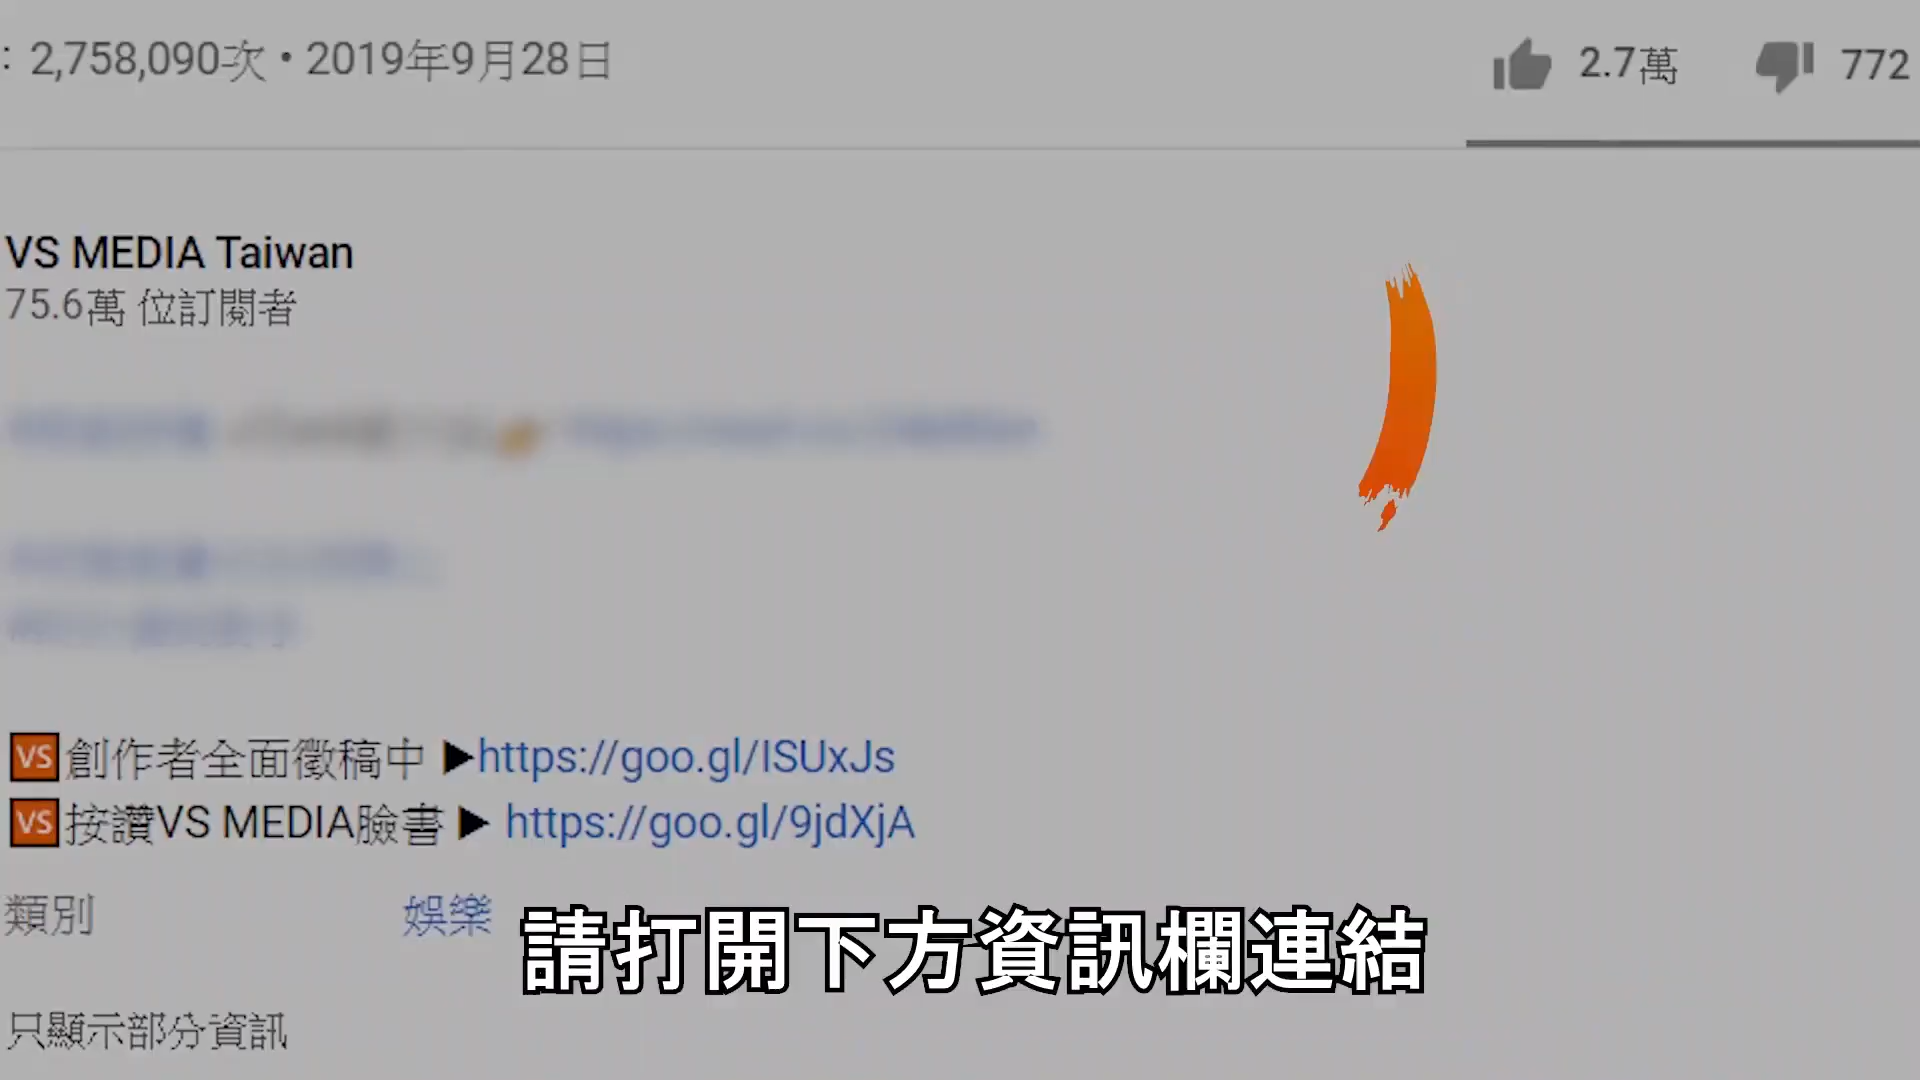 : 2,758,090次 • 2019年9月28日
2.7萬
772
VS MEDIA Taiwan
75.6萬 位訂閱者
VS 創作者全面徵稿中 ▶https://goo.gl/ISUxJs
VS 按讚VS MEDIA臉書 ▶ https://goo.gl/9jdXjA
類別 娛樂
請打開下方資訊欄連結
只顯示部分資訊